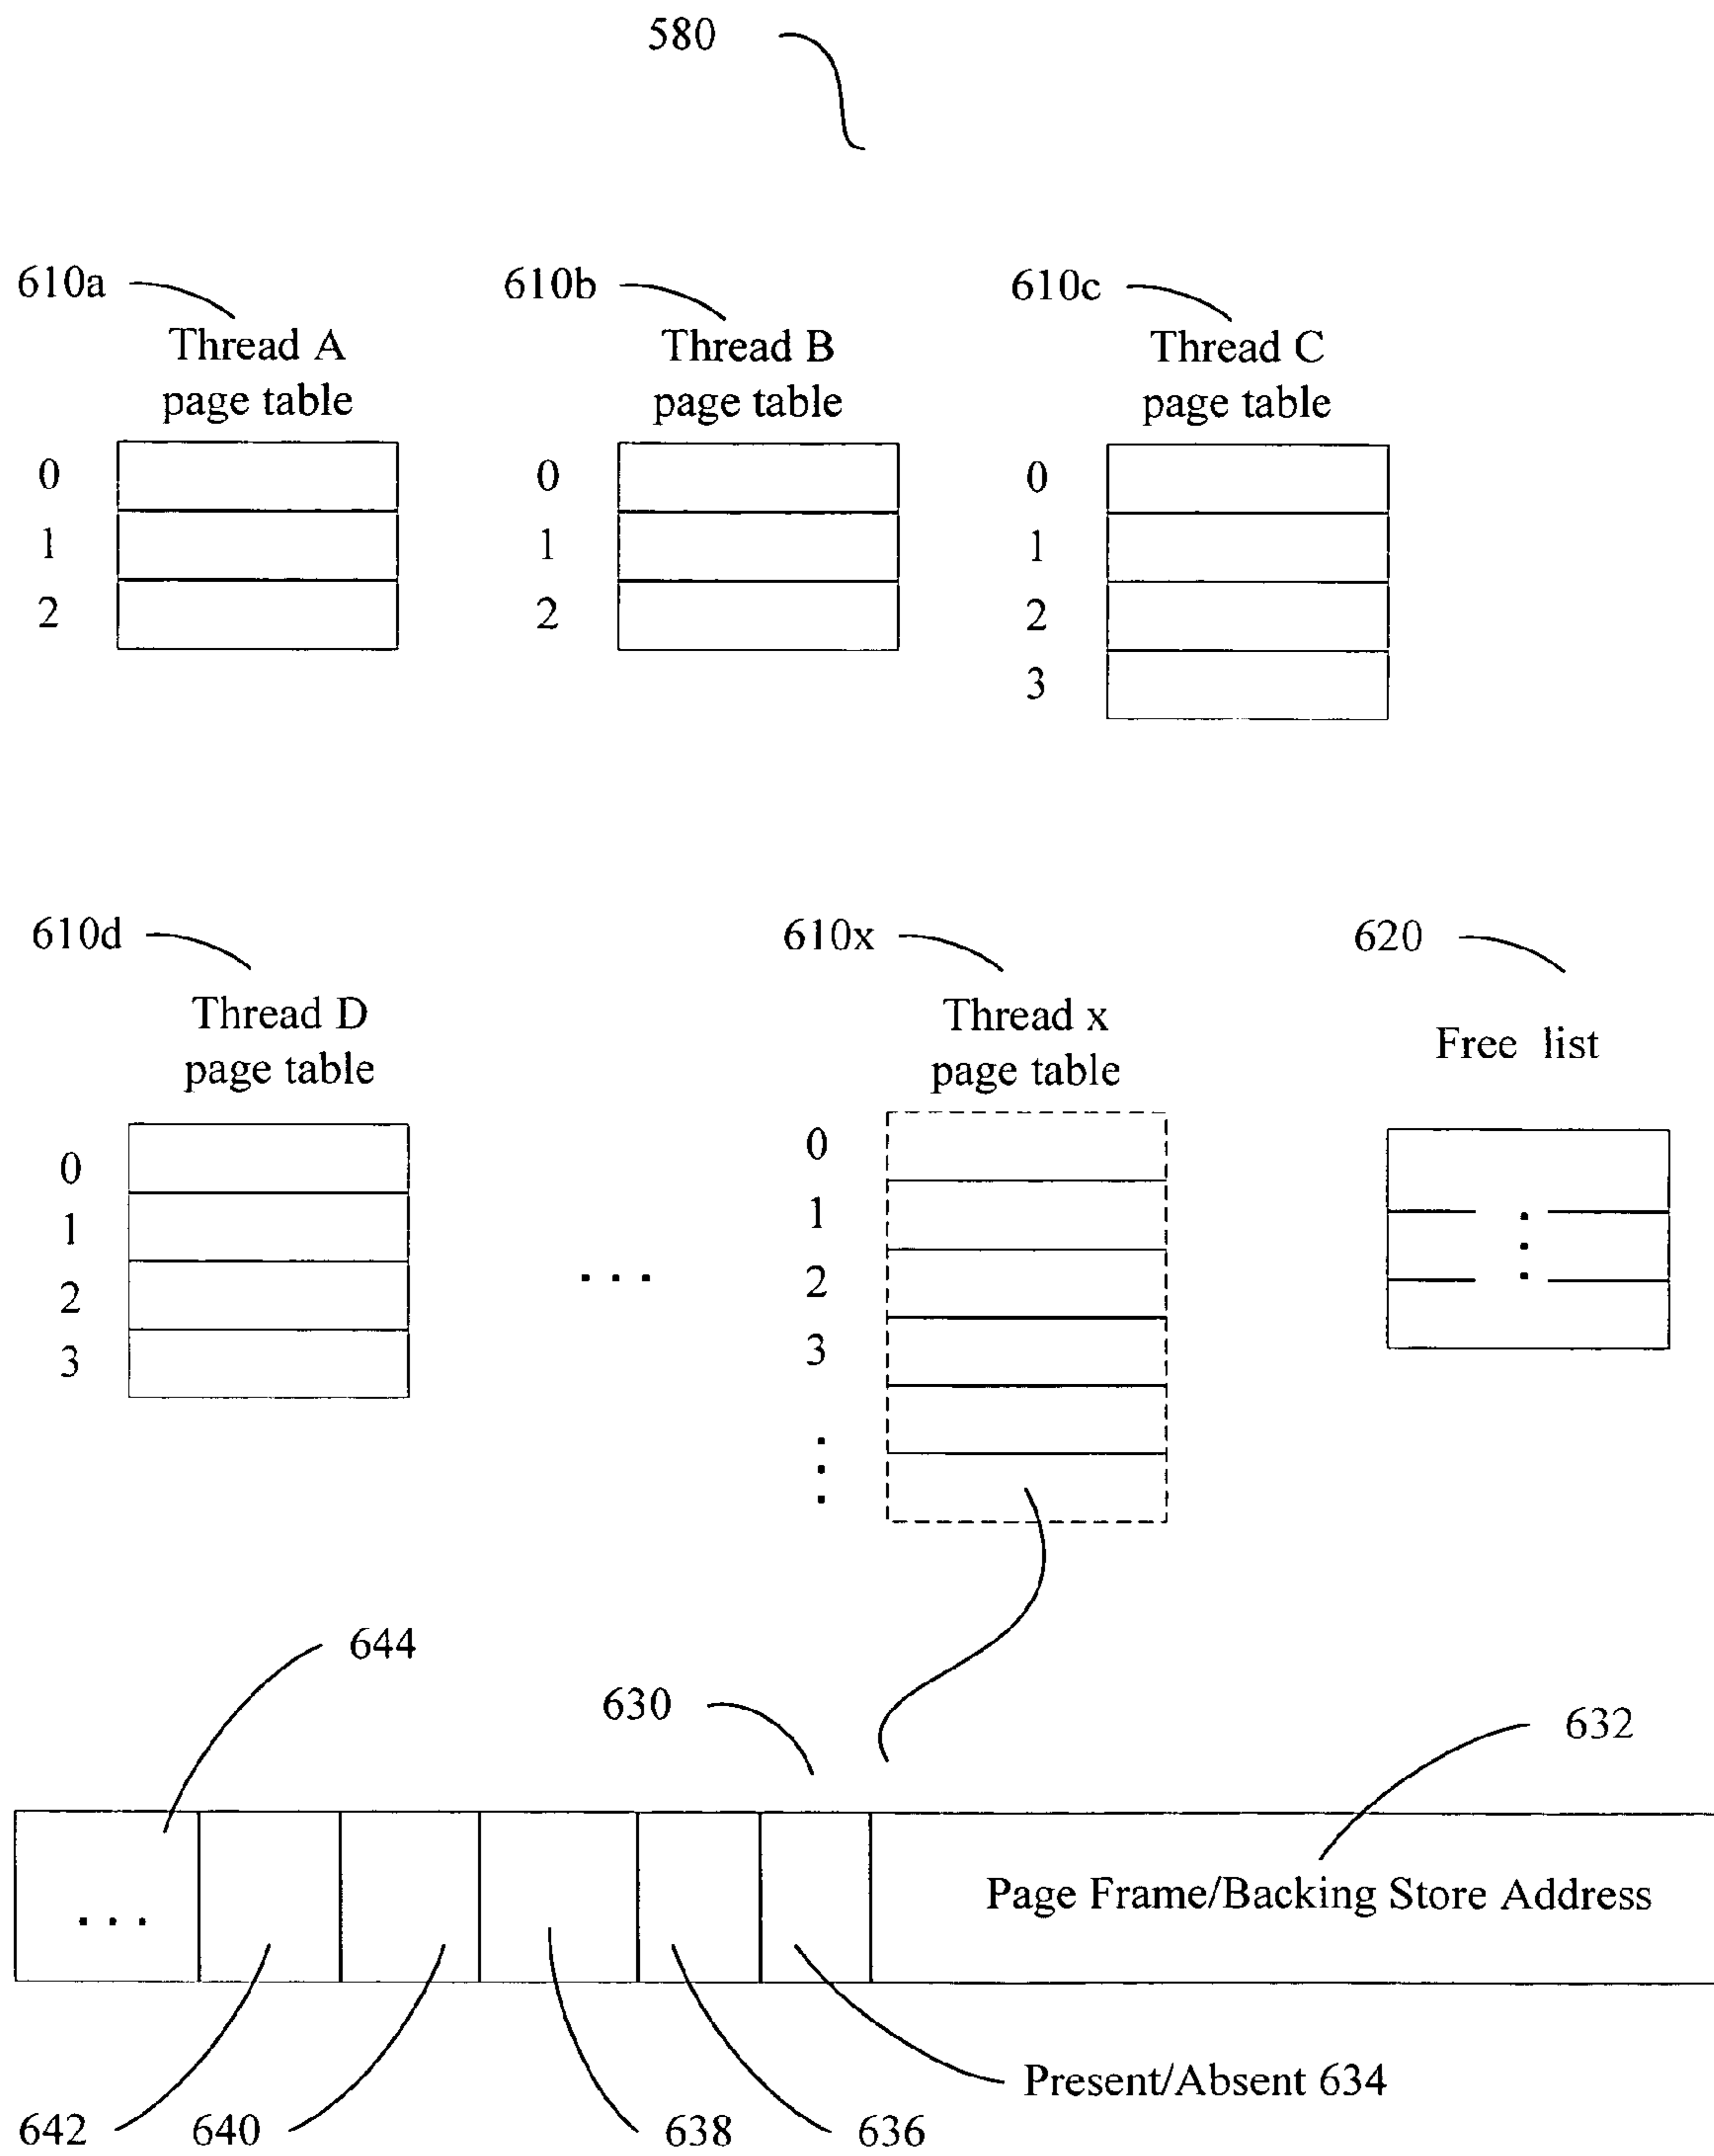 580
610a
610b
610c
Thread A
page table
Thread B
page table
Thread C
page table
0
1
2
0
1
2
0
1
2
3
610d
610x
620
Thread D
page table
Thread x
page table
Free list
0
1
2
3
...
0
1
2
3
...
...
644
630
632
...
Page Frame/Backing Store Address
Present/Absent 634
642
640
638
636